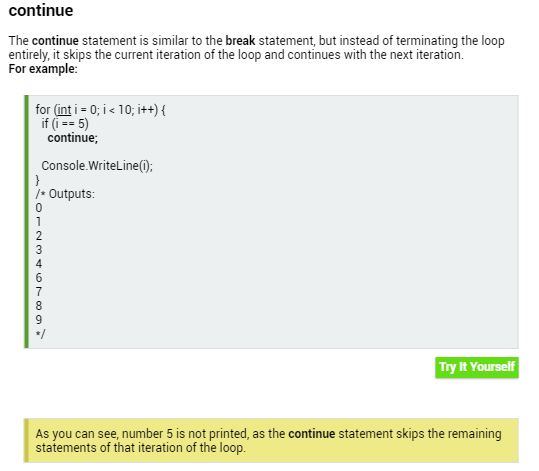 continue
The continue statement is similar to the break statement, but instead of terminating the loop
entirely, it skips the current iteration of the loop and continues with the next iteration.
For example:
for (int i = 0; i < 10; i++) {
if (i == 5)
continue;
Console.WriteLine(i);
}
/* Outputs:
0
1
2
3
4
6
7
8
9
*/
Try It Yourself
As you can see, number 5 is not printed, as the continue statement skips the remaining
statements of that iteration of the loop.